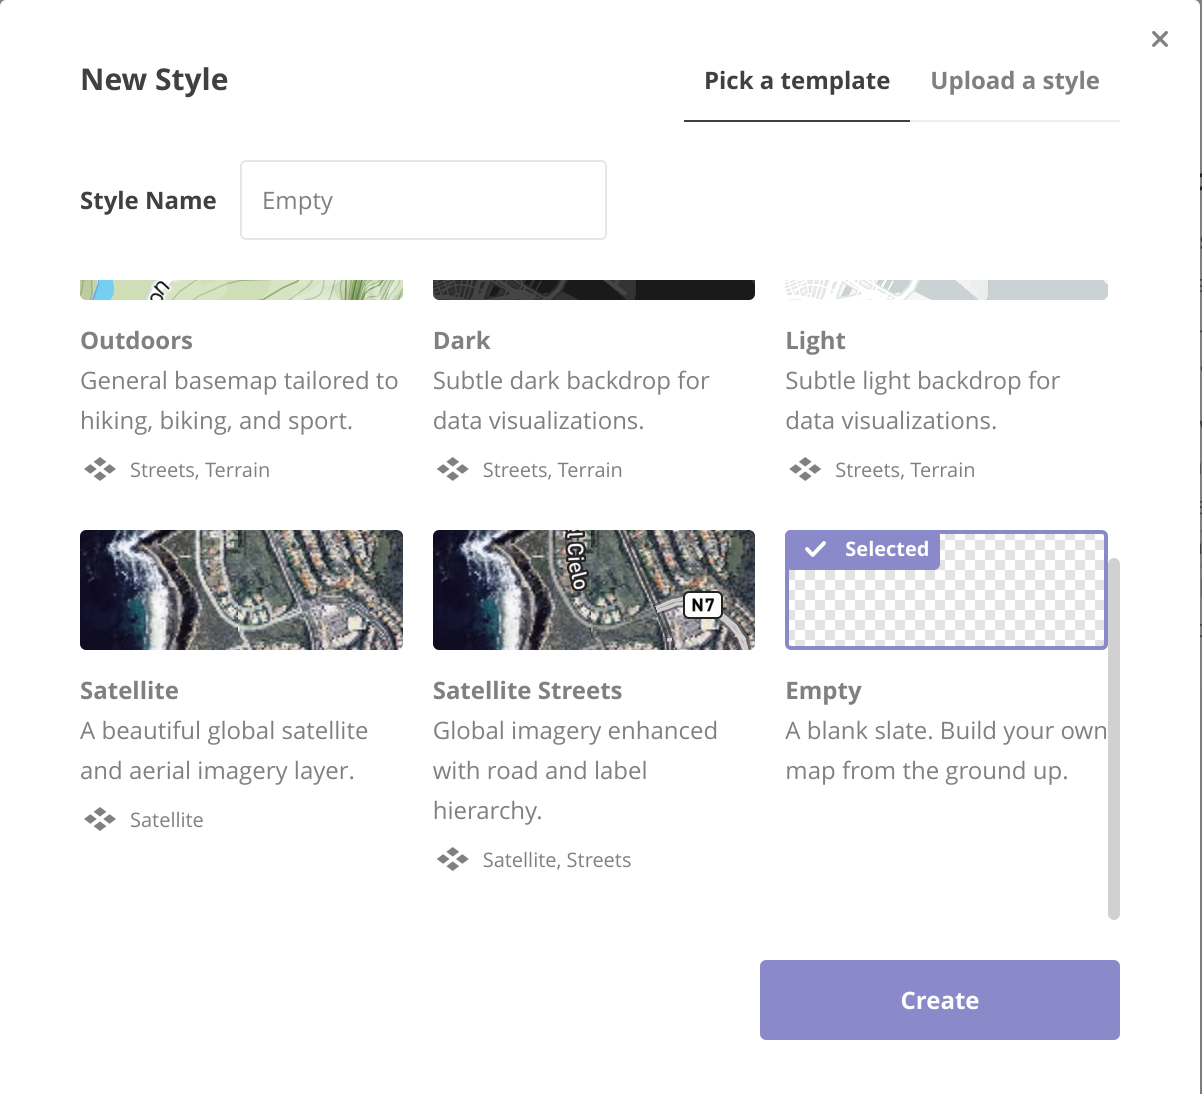 New Style
Pick a template
Upload a style
Style Name
Empty
on
Outdoors
General basemap tailored to
hiking, biking, and sport.
Streets, Terrain
Dark
Subtle dark backdrop for
data visualizations.
Streets, Terrain
Light
Subtle light backdrop for
data visualizations.
Streets, Terrain
Satellite
A beautiful global satellite
and aerial imagery layer.
Satellite
l Cielo
N7
Satellite Streets
Global imagery enhanced
with road and label
hierarchy.
Satellite, Streets
Selected
Empty
A blank slate. Build your own
map from the ground up.
Create